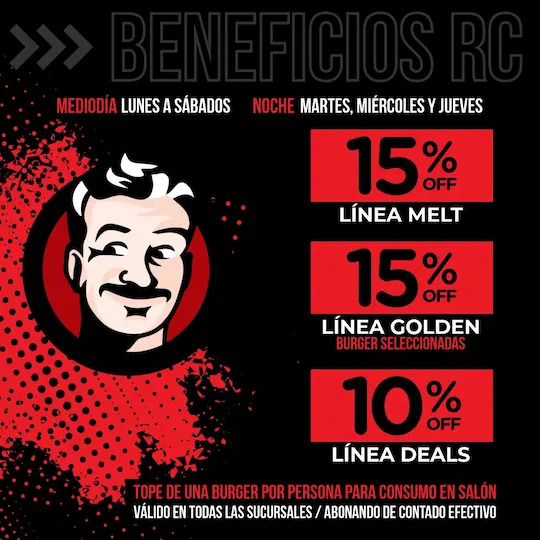 >>> BENEFICIOS RC
MEDIODÍA LUNES A SÁBADOS NOCHE MARTES, MIÉRCOLES Y JUEVES
15% OFF
LÍNEA MELT
15% OFF
LÍNEA GOLDEN
BURGER SELECCIONADAS
10% OFF
LÍNEA DEALS
TOPE DE UNA BURGER POR PERSONA PARA CONSUMO EN SALÓN
VÁLIDO EN TODAS LAS SUCURSALES / ABONANDO DE CONTADO EFECTIVO